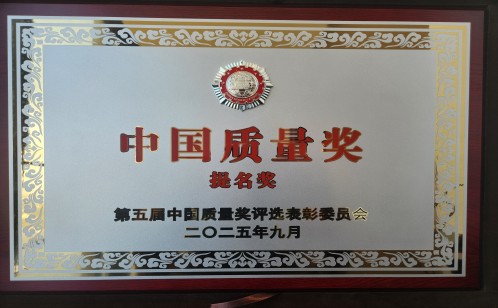 中国质量奖
提名奖
第五届中国质量奖评选表彰委员会
二〇二五年九月